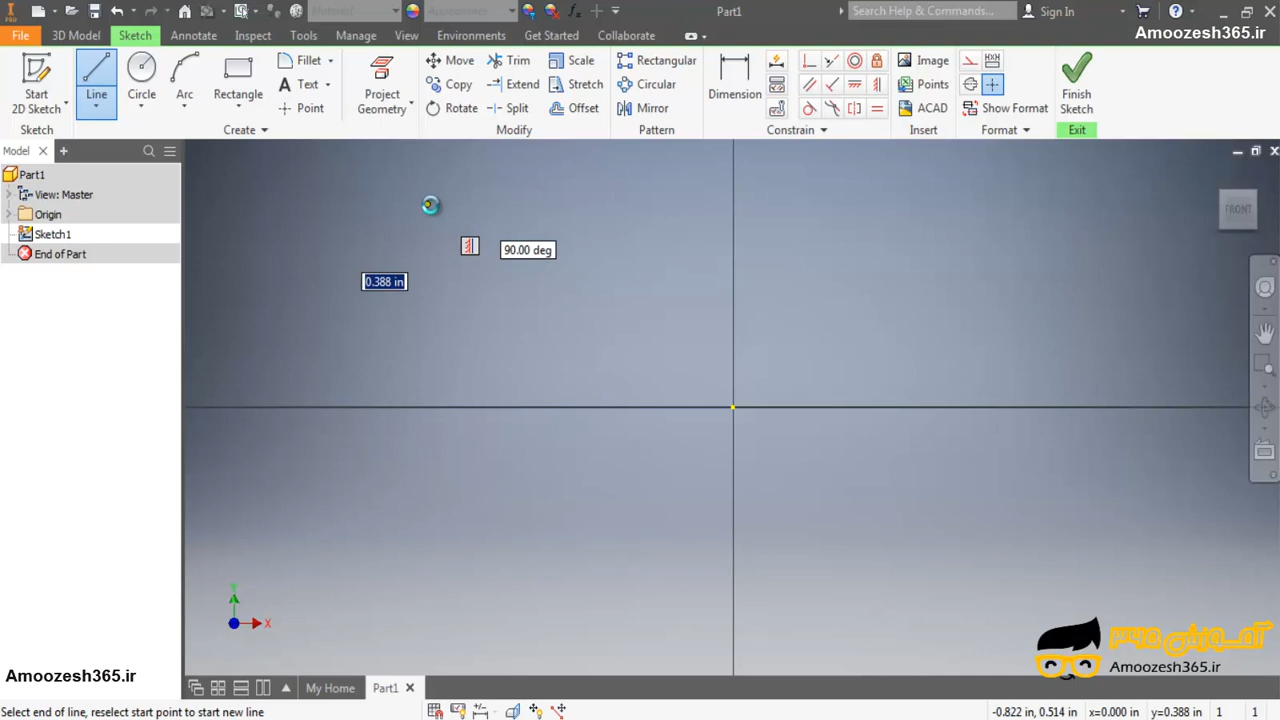 Part1
Search Help & Commands...
Sign In
File
3D Model
Sketch
Annotate
Inspect
Tools
Manage
View
Environments
Get Started
Collaborate
Amoozesh365.ir
Start
2D Sketch
Line
Circle
Arc
Rectangle
Fillet
Text
Point
Project
Geometry
Move
Copy
Rotate
Trim
Extend
Split
Scale
Stretch
Offset
Rectangular
Circular
Mirror
Dimension
Image
Points
ACAD
Show Format
Finish
Sketch
Sketch
Create
Modify
Pattern
Constrain
Insert
Format
Exit
Model
Part1
View: Master
Origin
Sketch1
End of Part
90.00 deg
0.388 in
FRONT
Y
X
آموزش ۳۶۵
Amoozesh365.ir
Amoozesh365.ir
My Home
Part1
Select end of line, reselect start point to start new line
-0.822 in, 0.514 in
x=0.000 in
y=0.388 in
1
1